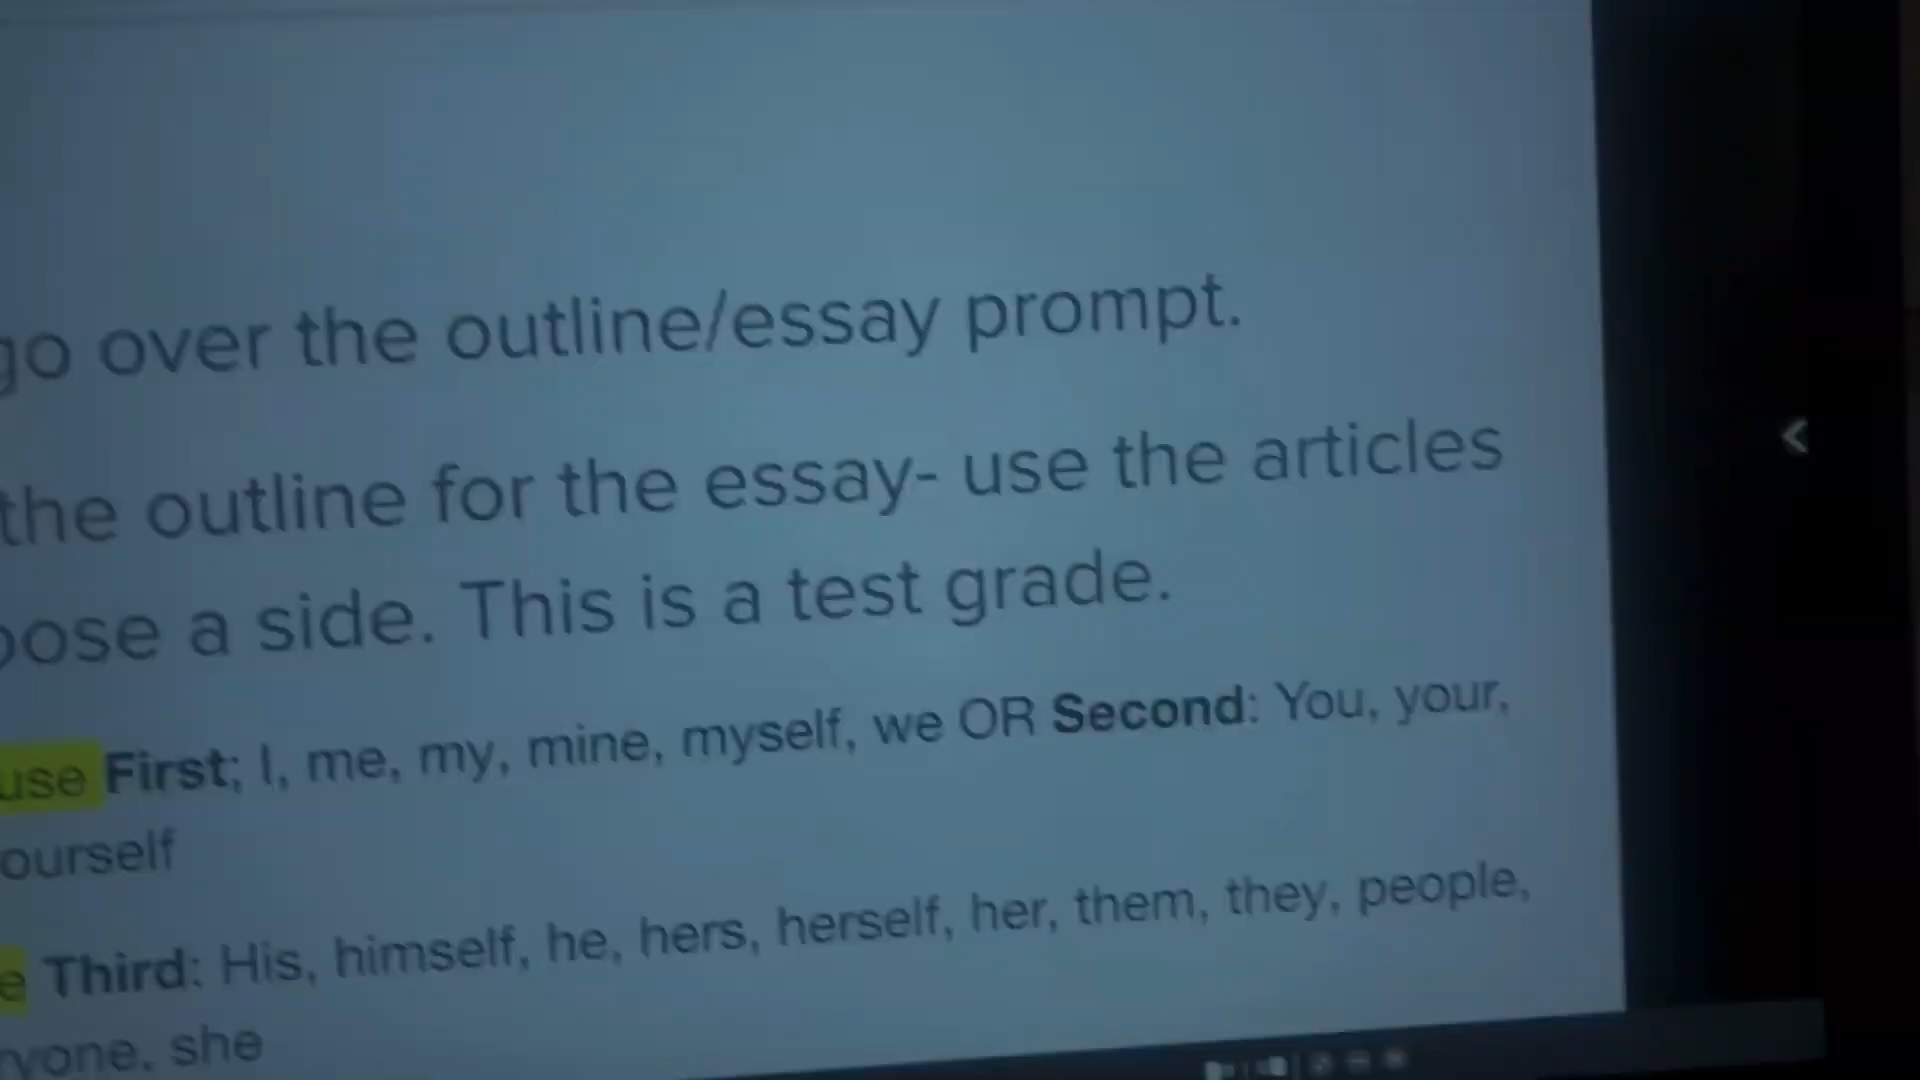 go over the outline/essay prompt.
the outline for the essay- use the articles
oose a side. This is a test grade.
use First; I, me, my, mine, myself, we OR Second: You, your,
ourself
e Third: His, himself, he, hers, herself, her, them, they, people,
ryone, she